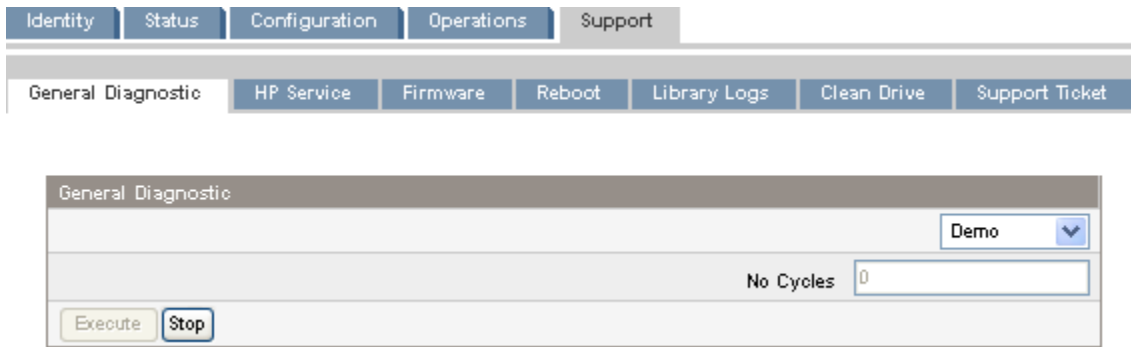 Identity Status Configuration Operations Support
General Diagnostic HP Service Firmware Reboot Library Logs Clean Drive Support Ticket
General Diagnostic
Demo
No Cycles 0
Execute Stop